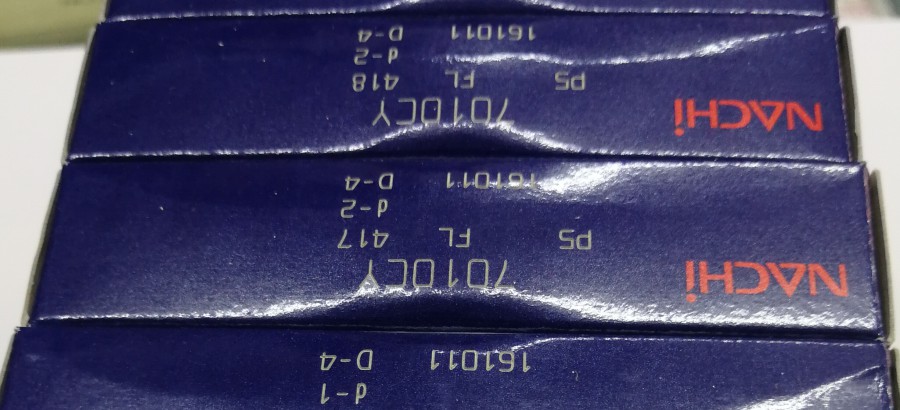 d-1
161011 D-4
NACHi 7010CY
P5 FL 417
d-2
161011 D-4
NACHi 7010CY
P5 FL 418
d-2
161011 D-4